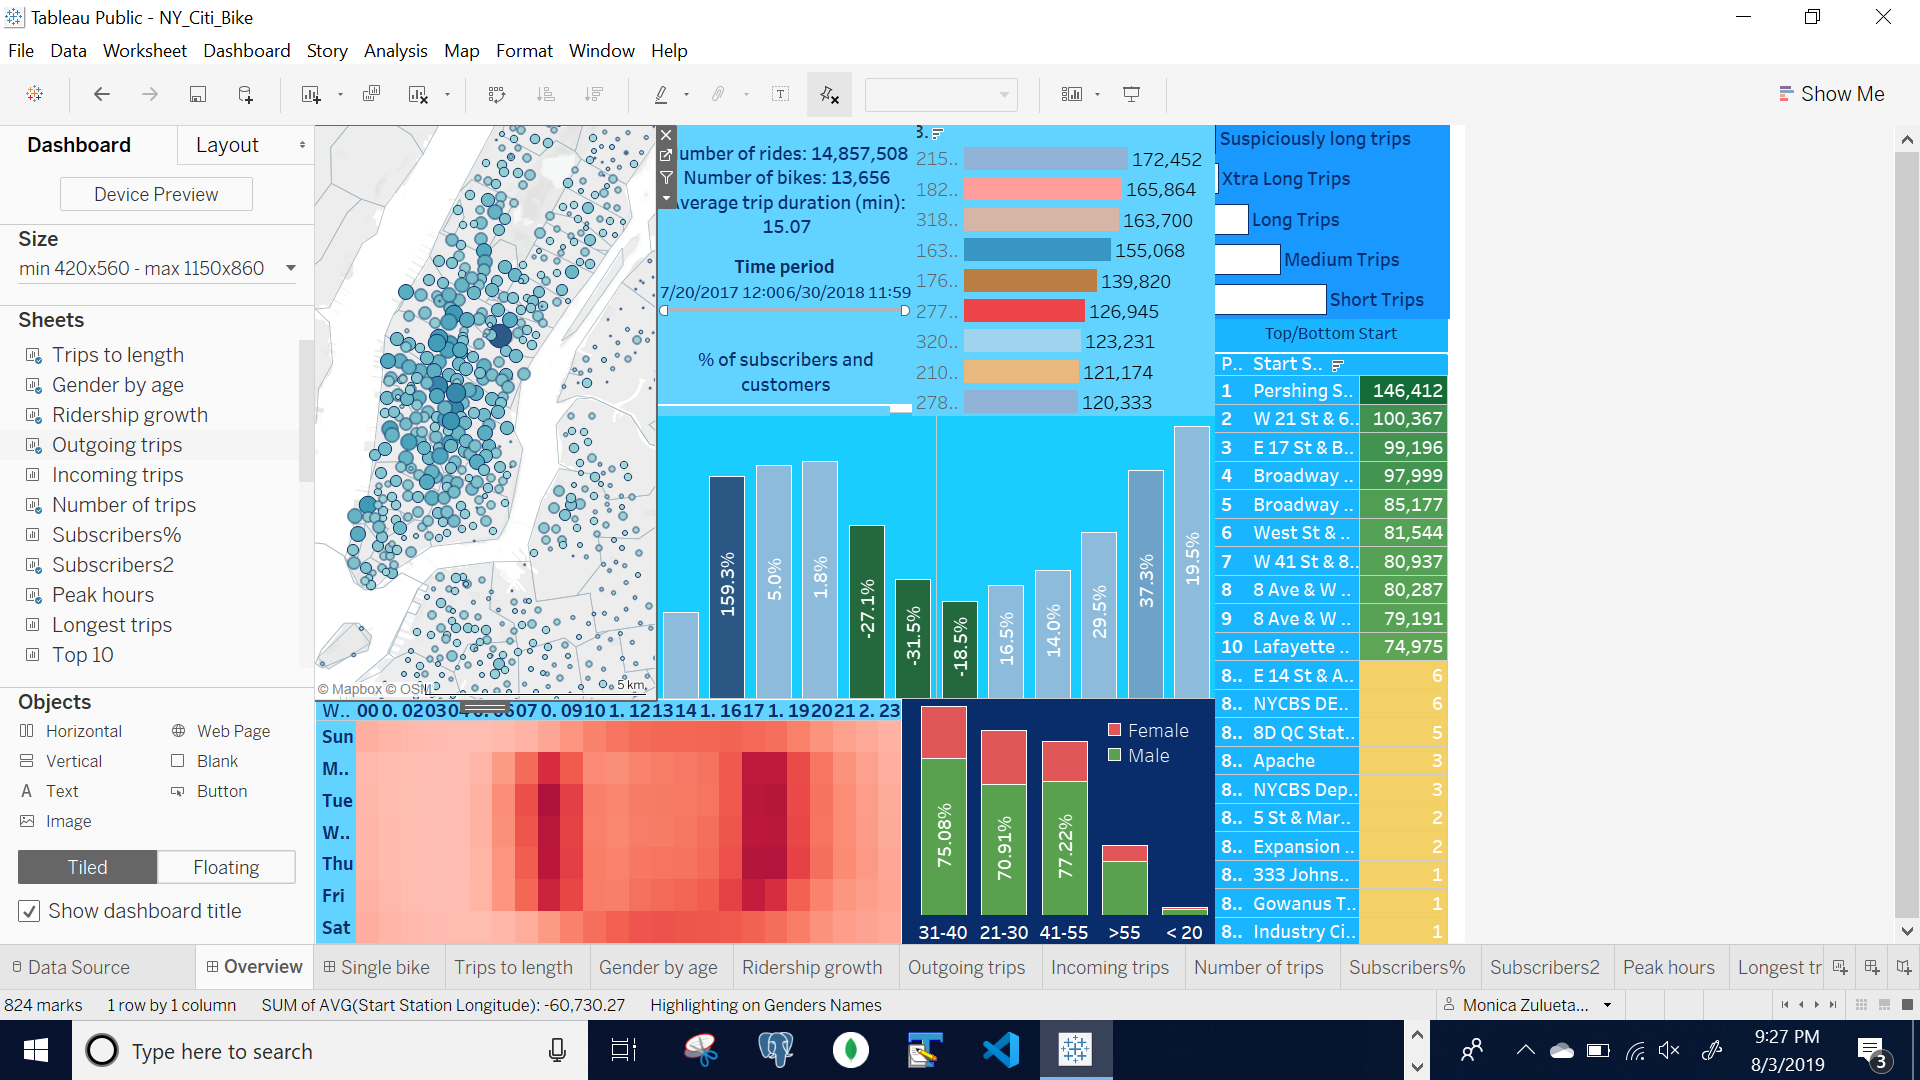 Tableau Public - NY_Citi_Bike
File Data Worksheet Dashboard Story Analysis Map Format Window Help
Show Me
Dashboard Layout
Device Preview
Size
min 420x560 - max 1150x860
Sheets
Trips to length
Gender by age
Ridership growth
Outgoing trips
Incoming trips
Number of trips
Subscribers%
Subscribers2
Peak hours
Longest trips
Top 10
Objects
Horizontal Web Page
Vertical Blank
A Text Button
Image
Tiled Floating
Show dashboard title
© Mapbox © OSM
5 km
umber of rides: 14,857,508
Number of bikes: 13,656
verage trip duration (min):
15.07
Time period
7/20/2017 12:00 6/30/2018 11:59
% of subscribers and
customers
3.
215.. 172,452
182.. 165,864
318.. 163,700
163.. 155,068
176.. 139,820
277.. 126,945
320.. 123,231
210.. 121,174
278.. 120,333
Suspiciously long trips
Xtra Long Trips
Long Trips
Medium Trips
Short Trips
159.3% 5.0% 1.8% -27.1% -31.5% -18.5% 16.5% 14.0% 29.5% 37.3% 19.5%
Top/Bottom Start
P.. Start S..
1 Pershing S.. 146,412
2 W 21 St & 6.. 100,367
3 E 17 St & B.. 99,196
4 Broadway .. 97,999
5 Broadway .. 85,177
6 West St & .. 81,544
7 W 41 St & 8.. 80,937
8 8 Ave & W .. 80,287
9 8 Ave & W .. 79,191
10 Lafayette .. 74,975
8.. E 14 St & A.. 6
8.. NYCBS DE.. 6
8.. 8D QC Stat.. 5
8.. Apache 3
8.. NYCBS Dep.. 3
8.. 5 St & Mar.. 2
8.. Expansion .. 2
8.. 333 Johns.. 1
8.. Gowanus T.. 1
8.. Industry Ci.. 1
W.. 00 0. 02 03 04 0. 06 07 0. 09 10 1. 12 13 14 1. 16 17 1. 19 20 21 2. 23
Sun
M..
Tue
W..
Thu
Fri
Sat
Female
Male
75.08% 70.91% 77.22%
31-40 21-30 41-55 >55 < 20
Data Source Overview Single bike Trips to length Gender by age Ridership growth Outgoing trips Incoming trips Number of trips Subscribers% Subscribers2 Peak hours Longest tr
824 marks 1 row by 1 column SUM of AVG(Start Station Longitude): -60,730.27 Highlighting on Genders Names Monica Zulueta...
Type here to search
9:27 PM
8/3/2019
3